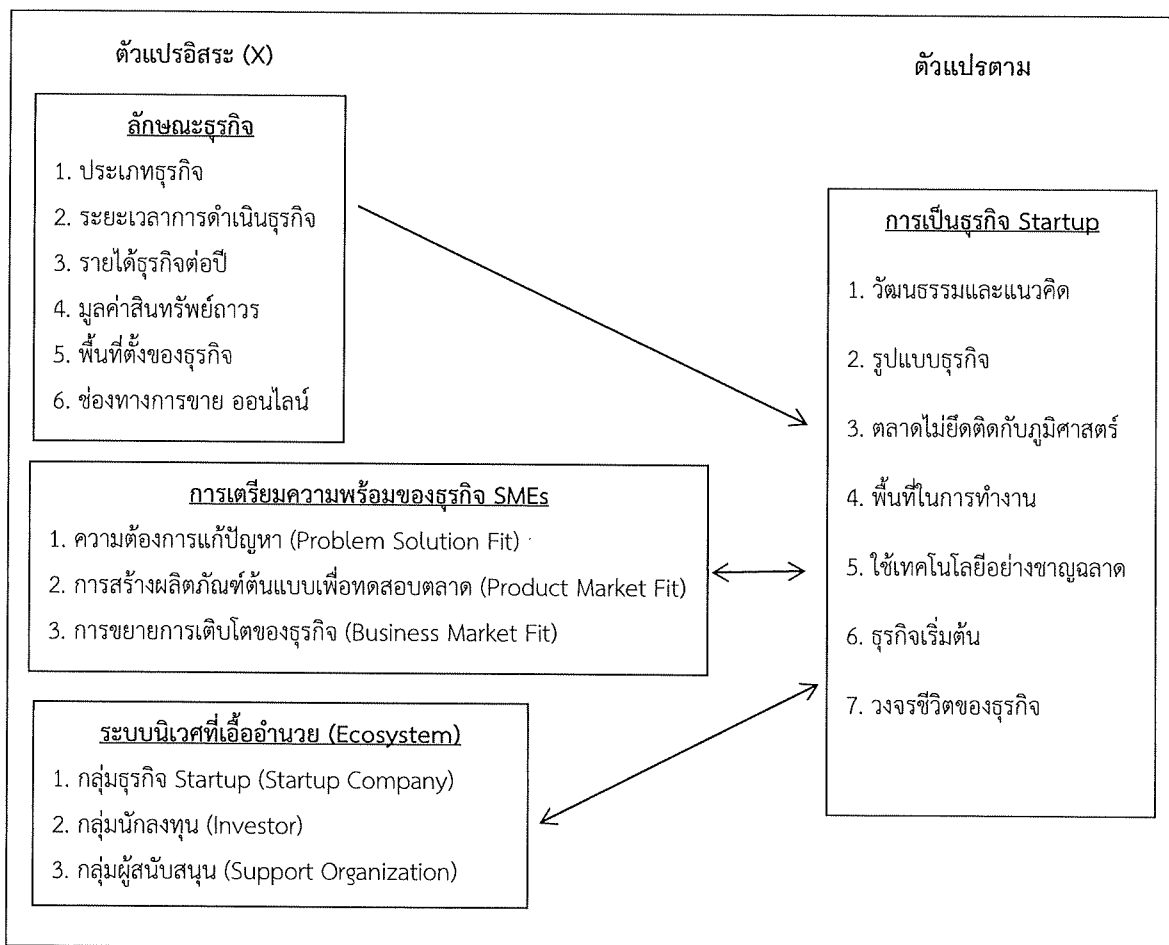 ตัวแปรอิสระ (X)
ตัวแปรตาม
ลักษณะธุรกิจ
1. ประเภทธุรกิจ
2. ระยะเวลาการดำเนินธุรกิจ
3. รายได้ธุรกิจต่อปี
4. มูลค่าสินทรัพย์ถาวร
5. พื้นที่ตั้งของธุรกิจ
6. ช่องทางการขาย ออนไลน์
การเตรียมความพร้อมของธุรกิจ SMEs
1. ความต้องการแก้ปัญหา (Problem Solution Fit)
2. การสร้างผลิตภัณฑ์ต้นแบบเพื่อทดสอบตลาด (Product Market Fit)
3. การขยายการเติบโตของธุรกิจ (Business Market Fit)
ระบบนิเวศที่เอื้ออำนวย (Ecosystem)
1. กลุ่มธุรกิจ Startup (Startup Company)
2. กลุ่มนักลงทุน (Investor)
3. กลุ่มผู้สนับสนุน (Support Organization)
การเป็นธุรกิจ Startup
1. วัฒนธรรมและแนวคิด
2. รูปแบบธุรกิจ
3. ตลาดไม่ยึดติดกับภูมิศาสตร์
4. พื้นที่ในการทำงาน
5. ใช้เทคโนโลยีอย่างชาญฉลาด
6. ธุรกิจเริ่มต้น
7. วงจรชีวิตของธุรกิจ